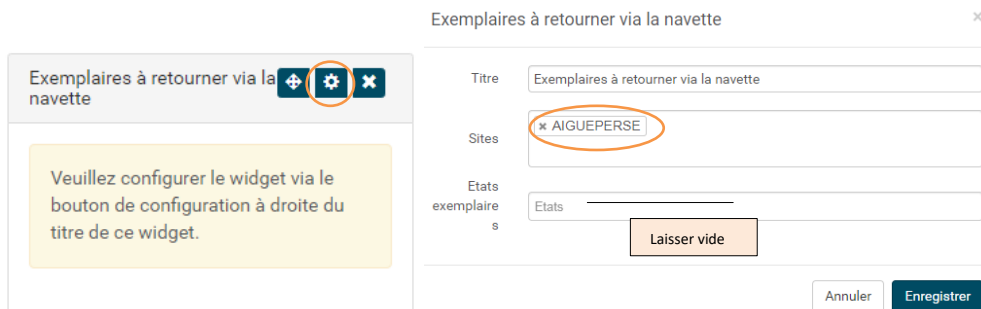 Exemplaires à retourner via la
navette
Veuillez configurer le widget via le
bouton de configuration à droite du
titre de ce widget.
Exemplaires à retourner via la navette
×
Titre
Exemplaires à retourner via la navette
Sites
× AIGUEPERSE
Etats
exemplaire
s
Etats
Laisser vide
Annuler
Enregistrer